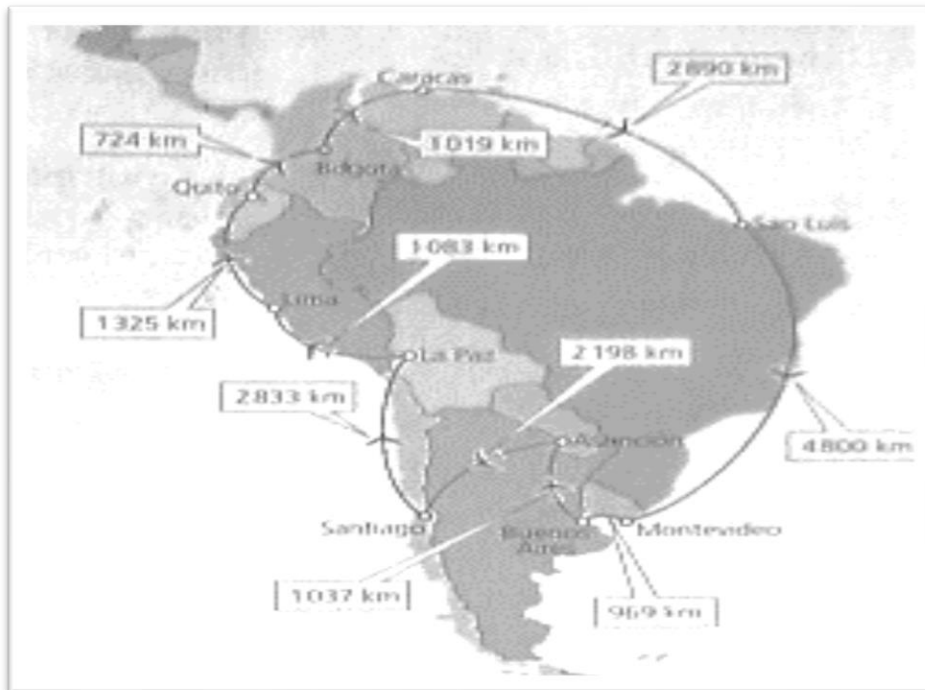 Caracas
2 890 km
724 km
1 019 km
Bogota
Quito
Sao Luis
1 083 km
Lima
1 325 km
La Paz
2 198 km
2 833 km
Asunción
4 800 km
Santiago
Buenos
Aires
Montevideo
1 037 km
969 km